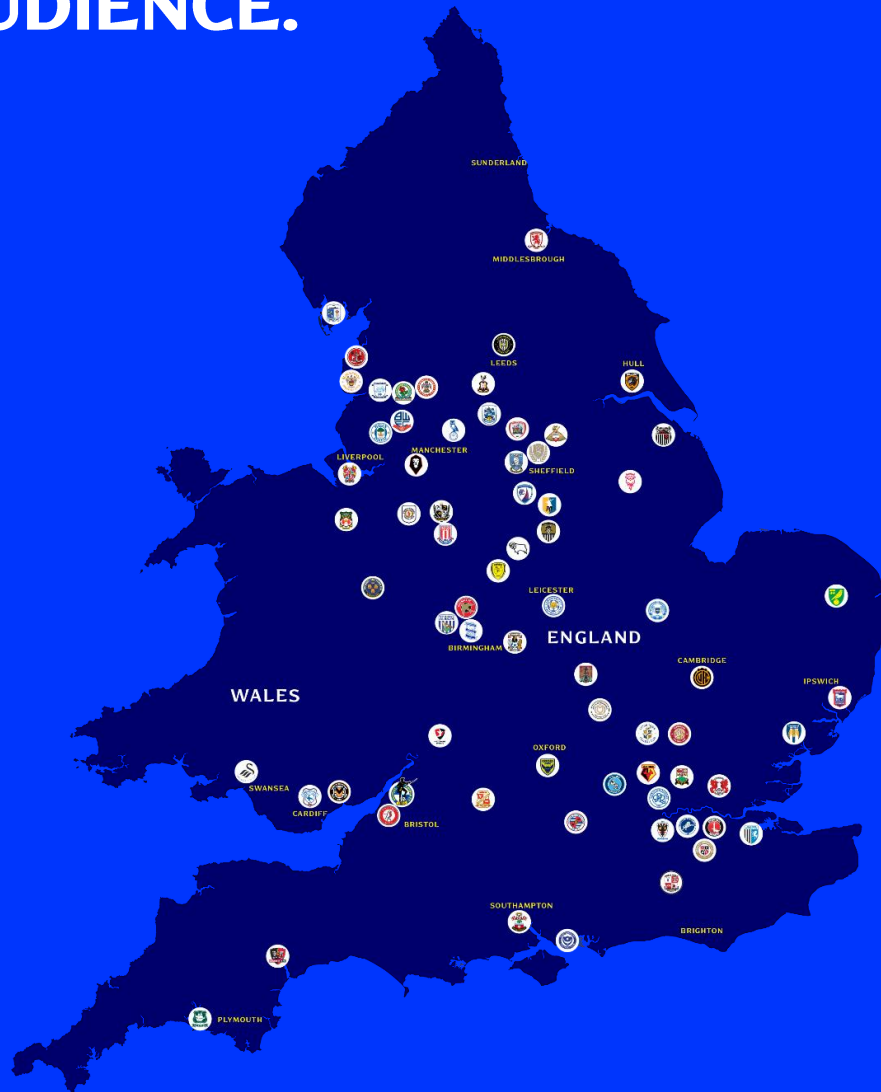 UDIENCE.
SUNDERLAND
MIDDLESBROUGH
LEEDS
HULL
MANCHESTER
LIVERPOOL
SHEFFIELD
LEICESTER
ENGLAND
BIRMINGHAM
CAMBRIDGE
IPSWICH
WALES
OXFORD
SWANSEA
CARDIFF
BRISTOL
SOUTHAMPTON
BRIGHTON
PLYMOUTH